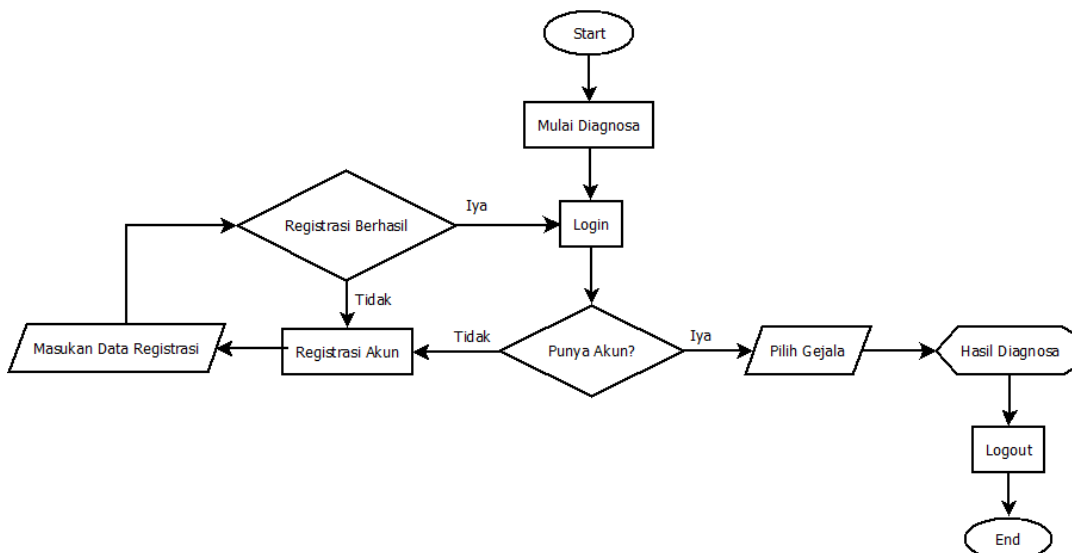 Start
Mulai Diagnosa
Registrasi Berhasil
Iya
Login
Tidak
Masukan Data Registrasi
Registrasi Akun
Tidak
Punya Akun?
Iya
Pilih Gejala
Hasil Diagnosa
Logout
End